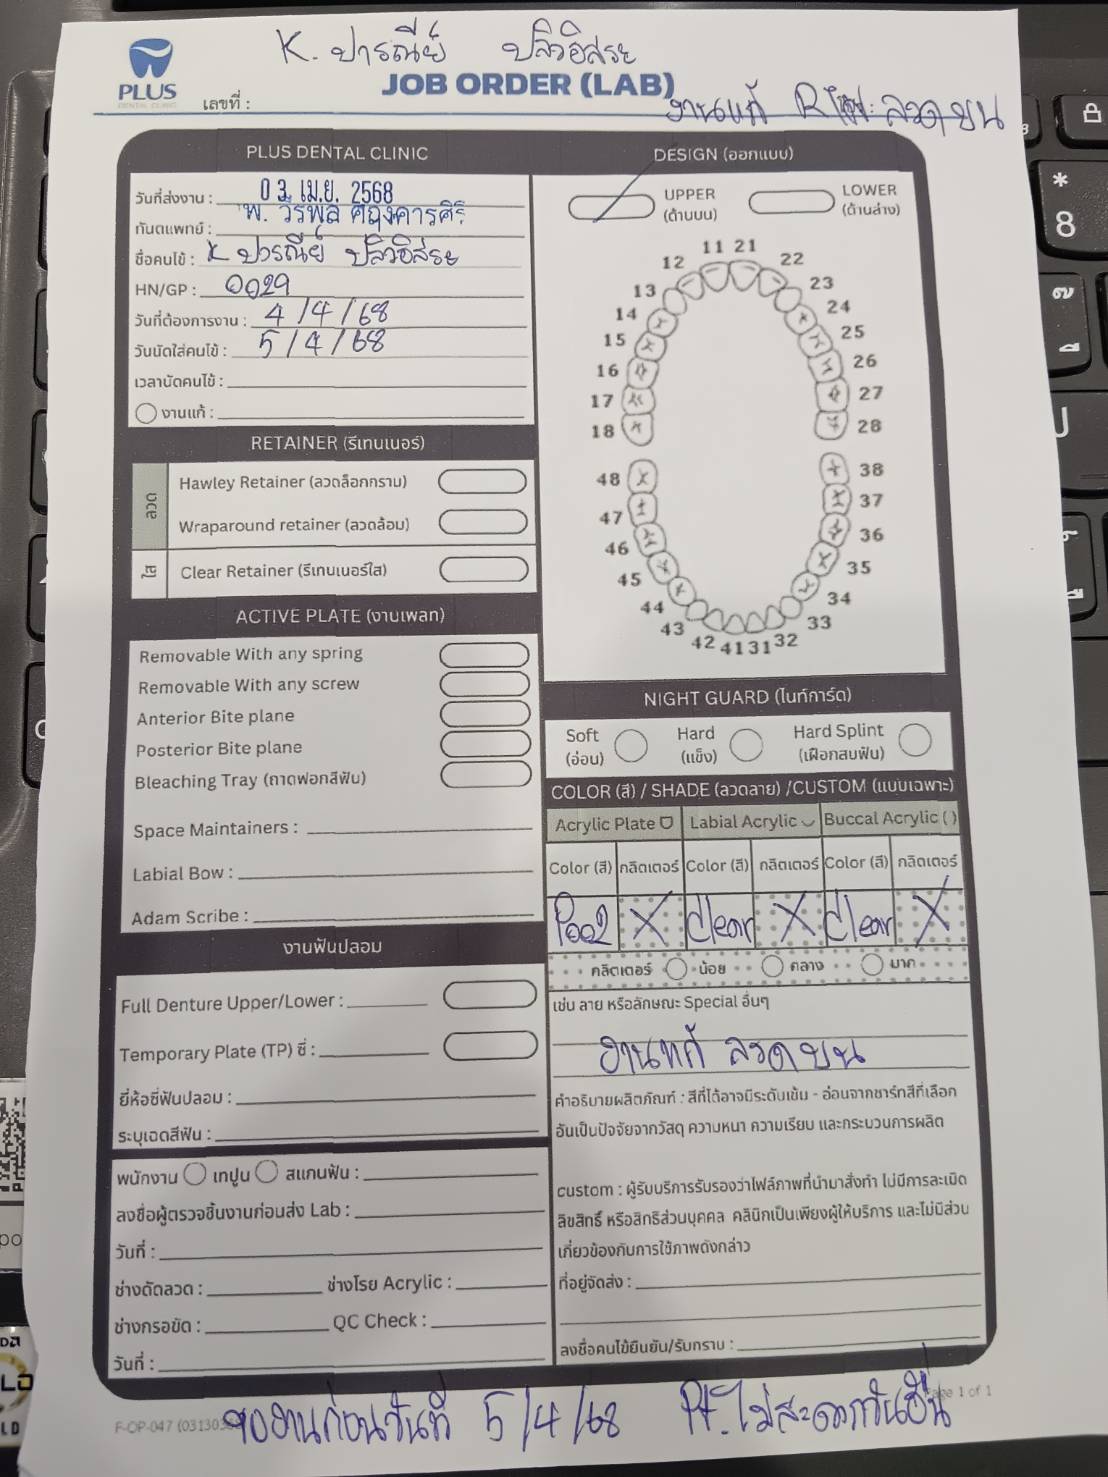 K. ปารณีย์ ปลิวอิสระ
PLUS
DENTAL CLINIC
เลขที่ :
JOB ORDER (LAB)
งานแก้ R ลวด บน
PLUS DENTAL CLINIC
วันที่ส่งงาน : 03 เม.ย. 2568
ทันตแพทย์ : พ. วีรพล
ชื่อคนไข้ : K ปารณีย์ ปลิวอิสระ
HN/GP : 0029
วันที่ต้องการงาน : 4/4/68
วันนัดใส่คนไข้ : 5/4/68
เวลานัดคนไข้ :
งานแก้ :
RETAINER (รีเทนเนอร์)
ลวด
Hawley Retainer (ลวดล็อกกราม)
Wraparound retainer (ลวดล้อม)
ใส
Clear Retainer (รีเทนเนอร์ใส)
ACTIVE PLATE (งานเพลท)
Removable With any spring
Removable With any screw
Anterior Bite plane
Posterior Bite plane
Bleaching Tray (ถาดฟอกสีฟัน)
Space Maintainers :
Labial Bow :
Adam Scribe :
งานฟันปลอม
Full Denture Upper/Lower :
Temporary Plate (TP) ซี่ :
ยี่ห้อซี่ฟันปลอม :
ระบุเฉดสีฟัน :
พนักงาน เทปูน สแกนฟัน :
ลงชื่อผู้ตรวจชิ้นงานก่อนส่ง Lab :
วันที่ :
ช่างดัดลวด : ช่างโรย Acrylic :
ช่างกรอขัด : QC Check :
วันที่ :
DESIGN (ออกแบบ)
UPPER
(ด้านบน)
LOWER
(ด้านล่าง)
11 21
12 22
13 23
14 24
15 25
16 26
17 27
18 28
48 38
47 37
46 36
45 35
44 34
43 33
42 41 31 32
NIGHT GUARD (ไนท์การ์ด)
Soft Hard Hard Splint
(อ่อน) (แข็ง) (เฝือกสบฟัน)
COLOR (สี) / SHADE (ลวดลาย) /CUSTOM (แบบเฉพาะ)
Acrylic Plate Labial Acrylic Buccal Acrylic ( )
Color (สี) กลิตเตอร์ Color (สี) กลิตเตอร์ Color (สี) กลิตเตอร์
P002 X Clear X Clear X
กลิตเตอร์ น้อย กลาง มาก
เช่น ลาย หรือลักษณะ Special อื่นๆ
งานแก้ ลวด บน
คำอธิบายผลิตภัณฑ์ : สีที่ได้อาจมีระดับเข้ม - อ่อนจากชาร์ทสีที่เลือก
อันเป็นปัจจัยจากวัสดุ ความหนา ความเรียบ และกระบวนการผลิต
custom : ผู้รับบริการรับรองว่าไฟล์ภาพที่นำมาสั่งทำ ไม่มีการละเมิด
ลิขสิทธิ์ หรือสิทธิส่วนบุคคล คลินิกเป็นเพียงผู้ให้บริการ และไม่มีส่วน
เกี่ยวข้องกับการใช้ภาพดังกล่าว
ที่อยู่จัดส่ง :
ลงชื่อคนไข้ยืนยัน/รับทราบ :
F-OP-047
Page 1 of 1
ของานก่อนวันที่ 5/4/68 Pt. ไม่สะดวกวันอื่น